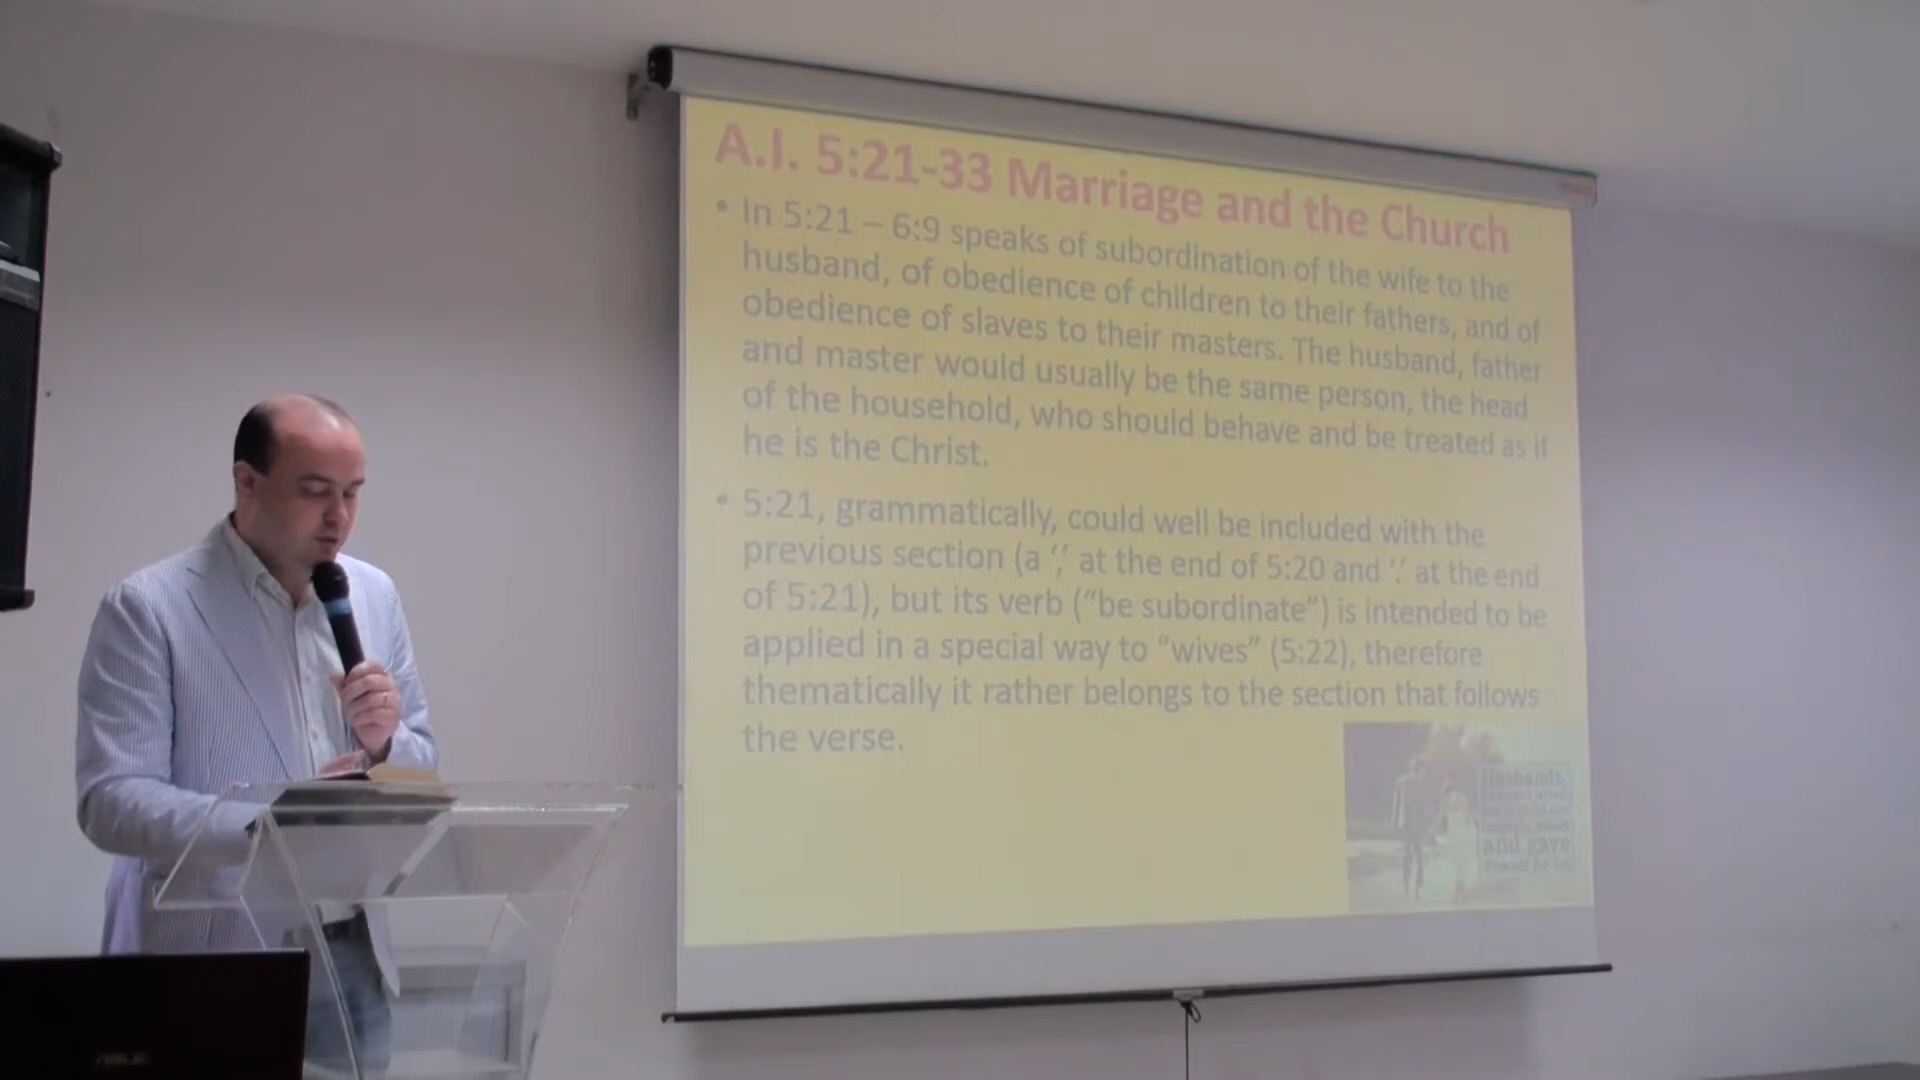 A.I. 5:21-33 Marriage and the Church
• In 5:21 – 6:9 speaks of subordination of the wife to the
husband, of obedience of children to their fathers, and of
obedience of slaves to their masters. The husband, father
and master would usually be the same person, the head
of the household, who should behave and be treated as if
he is the Christ.
• 5:21, grammatically, could well be included with the
previous section (a ‘;’ at the end of 5:20 and ‘.’ at the end
of 5:21), but its verb (“be subordinate”) is intended to be
applied in a special way to “wives” (5:22), therefore
thematically it rather belongs to the section that follows
the verse.
Husbands,
and gave
ASUS